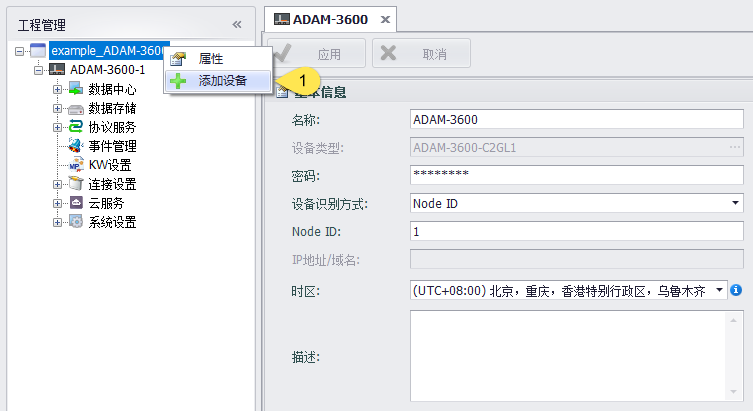 工程管理
example_ADAM-3600
属性
添加设备
1
ADAM-3600-1
数据中心
数据存储
协议服务
事件管理
KW设置
连接设置
云服务
系统设置
ADAM-3600
应用
取消
基本信息
名称: ADAM-3600
设备类型: ADAM-3600-C2GL1 ...
密码: ********
设备识别方式: Node ID
Node ID: 1
IP地址/域名:
时区: (UTC+08:00) 北京，重庆，香港特别行政区，乌鲁木齐
描述: